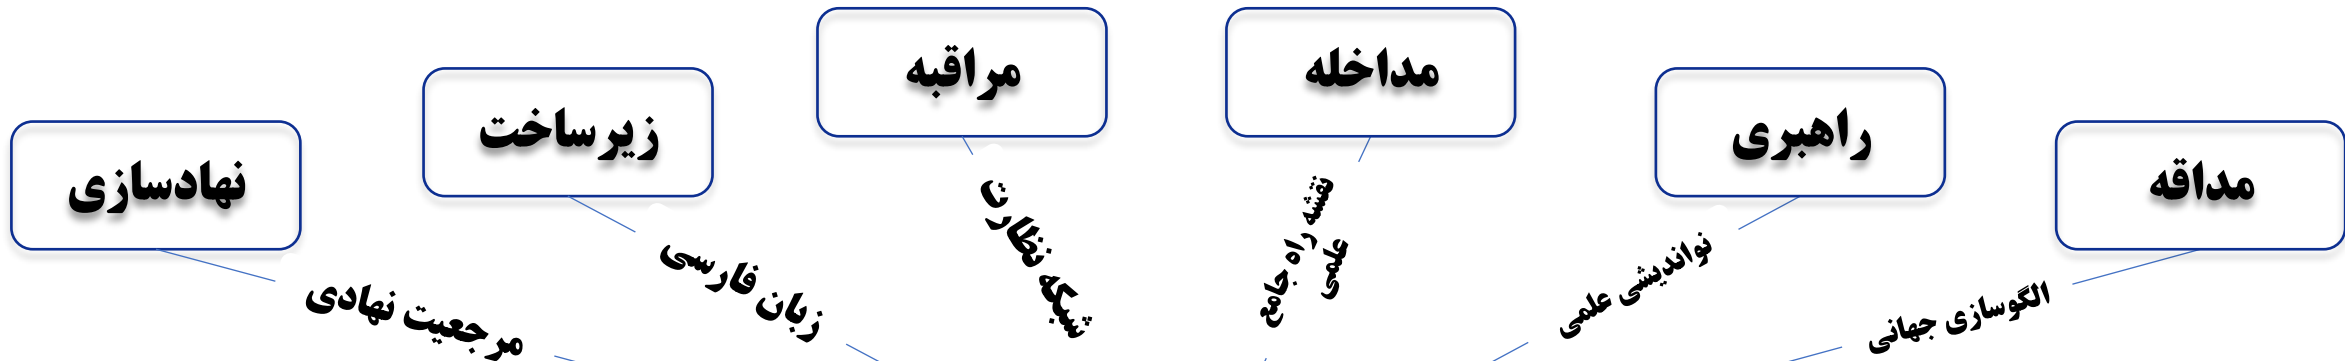 مداقه
راهبری
مداخله
مراقبه
زیرساخت
نهادسازی
الگوسازی جهانی
نواندیشی علمی
نقشه راه جامع
علمی
شبکه نظارت
زبان فارسی
مرجعیت نهادی